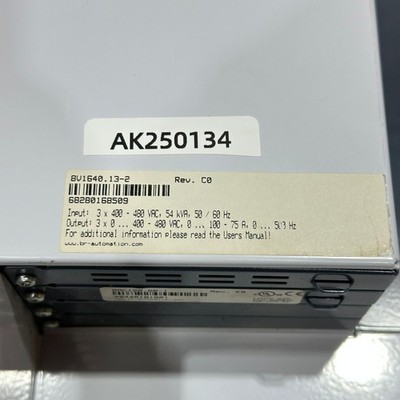 AK250134
8V1640.13-2 Rev. C0
68280168509
Input: 3 x 400 - 480 VAC, 54 kVA, 50 / 60 Hz
Output: 3 x 0 ... 400 - 480 VAC, 0 ... 100 - 75 A, 0 ... Hz
For additional information please read the Users Manual!
www.br-automation.com
Rev.